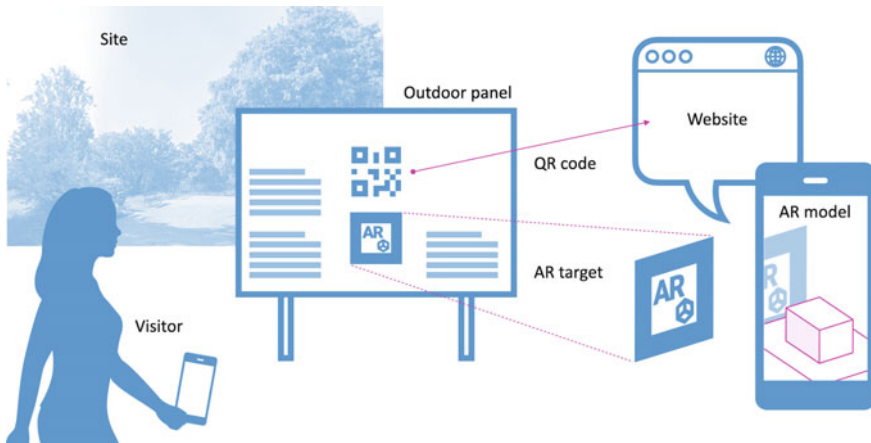 Site
Outdoor panel
Website
QR code
AR model
AR
AR target
AR
AR
Visitor